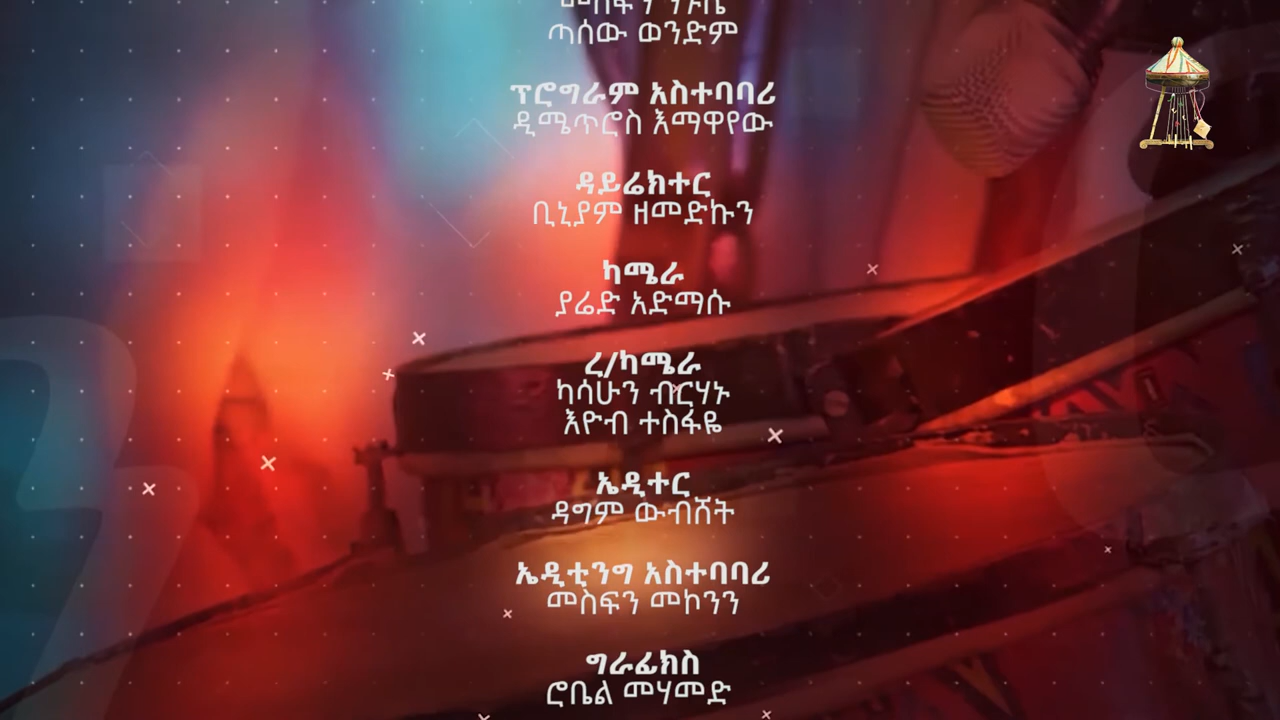 ጣሰው ወንድም
ፕሮግራም አስተባባሪ
ዲሜጥሮስ እማዋየው
ዳይሬክተር
ቢኒያም ዘመድኩን
ካሜራ
ያሬድ አድማሱ
ረ/ካሜራ
ካሳሁን ብርሃኑ
እዮብ ተስፋዬ
ኤዲተር
ዳግም ውብሸት
ኤዲቲንግ አስተባባሪ
መስፍን መኮንን
ግራፊክስ
ሮቤል መሃመድ